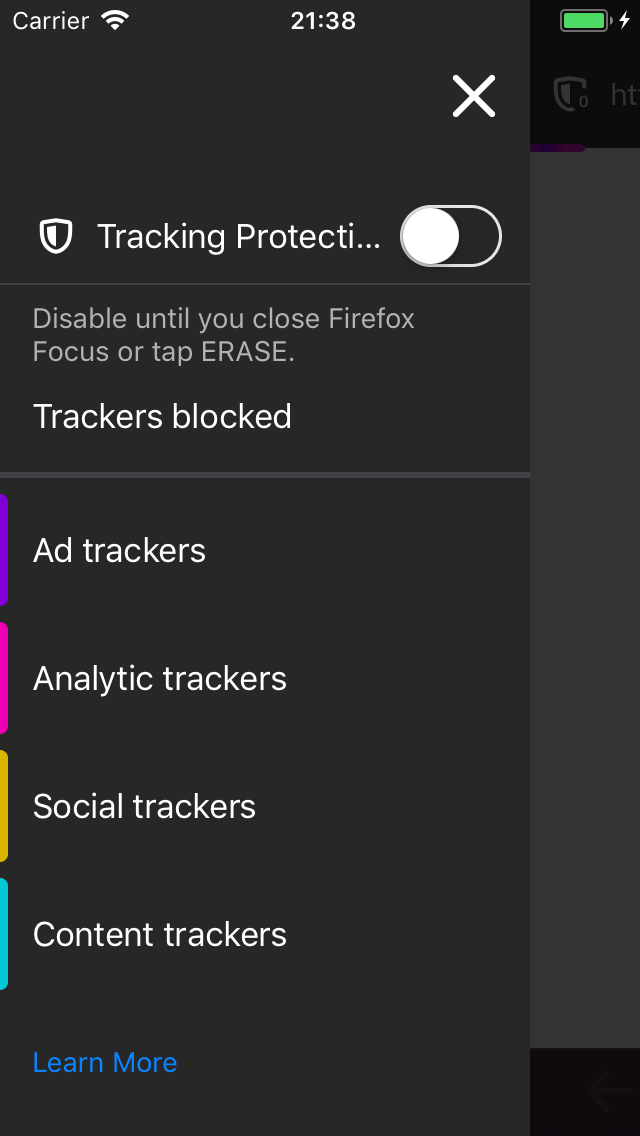 Carrier 21:38
0 ht
Tracking Protecti...
Disable until you close Firefox
Focus or tap ERASE.
Trackers blocked
Ad trackers
Analytic trackers
Social trackers
Content trackers
Learn More